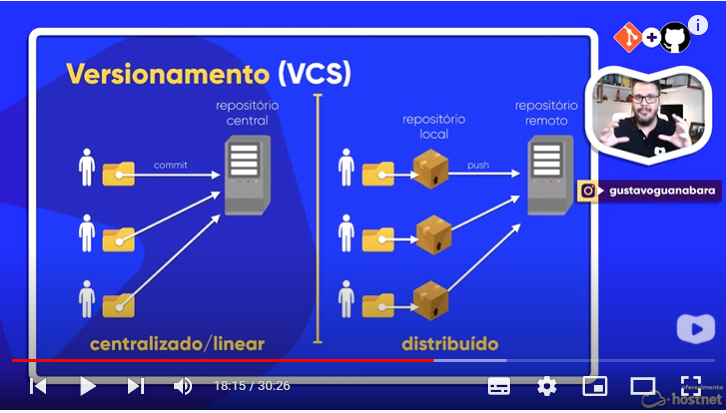 Versionamento (VCS)
repositório
central
commit
centralizado/linear
repositório
local
repositório
remoto
push
distribuído
gustavoguanabara
18:15 / 30:26
oferecimento
hostnet